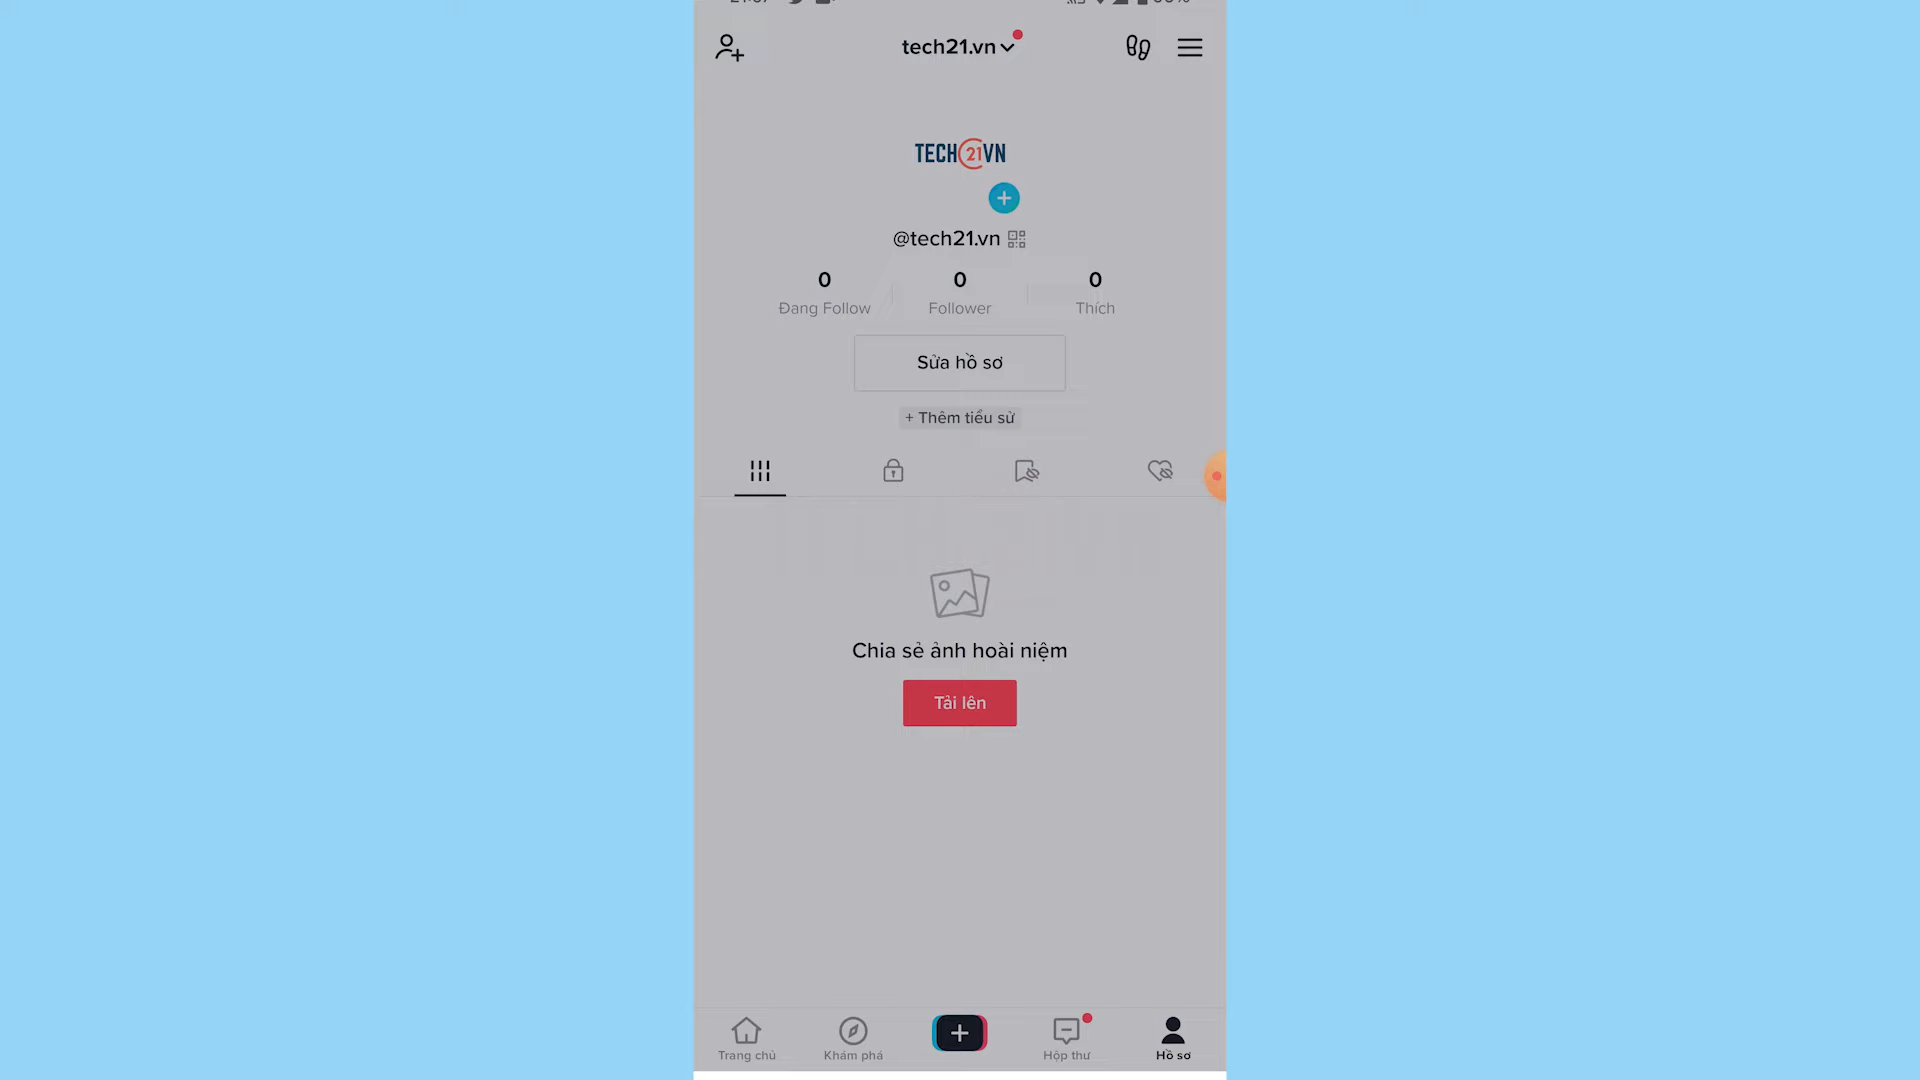 tech21.vn
TECH21VN
@tech21.vn
0 0 0
Đang Follow Follower Thích
Sửa hồ sơ
+ Thêm tiểu sử
Chia sẻ ảnh hoài niệm
Tải lên
Trang chủ Khám phá Hộp thư Hồ sơ